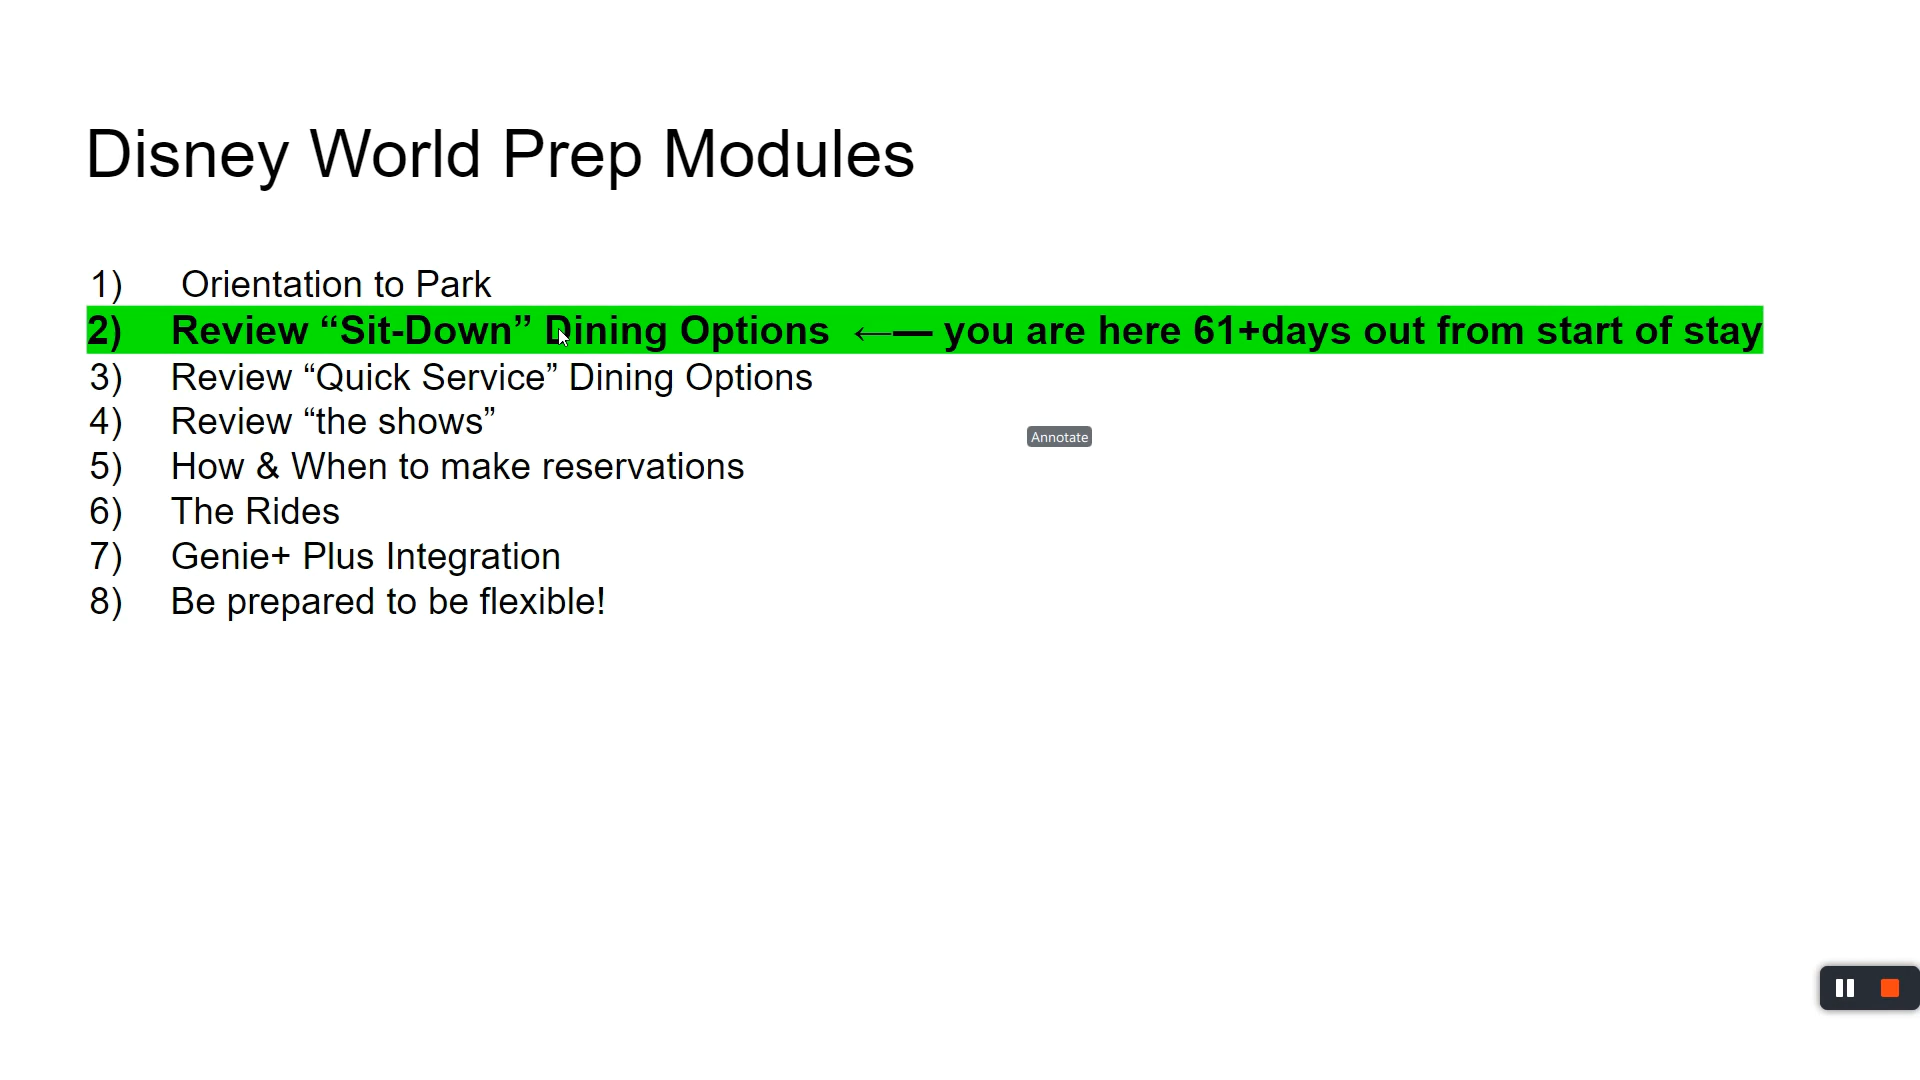 Disney World Prep Modules
1) Orientation to Park
2) Review “Sit-Down” Dining Options ←— you are here 61+days out from start of stay
3) Review “Quick Service” Dining Options
4) Review “the shows”
Annotate
5) How & When to make reservations
6) The Rides
7) Genie+ Plus Integration
8) Be prepared to be flexible!